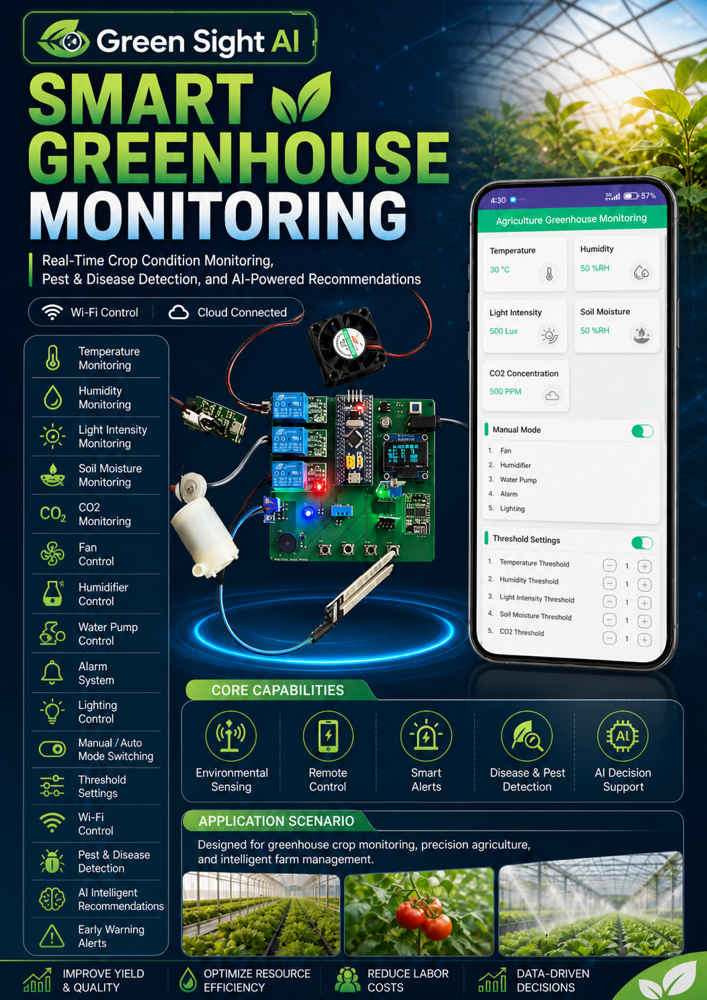 Green Sight AI
SMART
GREENHOUSE
MONITORING
Real-Time Crop Condition Monitoring,
Pest & Disease Detection, and AI-Powered Recommendations
Wi-Fi Control
Cloud Connected
Temperature
Monitoring
Humidity
Monitoring
Light Intensity
Monitoring
Soil Moisture
Monitoring
CO2
CO2
Monitoring
Fan
Control
Humidifier
Control
Water Pump
Control
Alarm
System
Lighting
Control
Manual / Auto
Mode Switching
Threshold
Settings
Wi-Fi
Control
Pest & Disease
Detection
AI Intelligent
Recommendations
Early Warning
Alerts
4:30
5G
57%
Agriculture Greenhouse Monitoring
Temperature
30 °C
Humidity
50 %RH
Light Intensity
500 Lux
Soil Moisture
50 %RH
CO2 Concentration
500 PPM
Manual Mode
1. Fan
2. Humidifier
3. Water Pump
4. Alarm
5. Lighting
Threshold Settings
1. Temperature Threshold − 1 +
2. Humidity Threshold − 1 +
3. Light Intensity Threshold − 1 +
4. Soil Moisture Threshold − 1 +
5. CO2 Threshold − 1 +
CORE CAPABILITIES
Environmental
Sensing
Remote
Control
Smart
Alerts
Disease & Pest
Detection
AI
AI Decision
Support
APPLICATION SCENARIO
Designed for greenhouse crop monitoring, precision agriculture,
and intelligent farm management.
IMPROVE YIELD
& QUALITY
OPTIMIZE RESOURCE
EFFICIENCY
REDUCE LABOR
COSTS
DATA-DRIVEN
DECISIONS